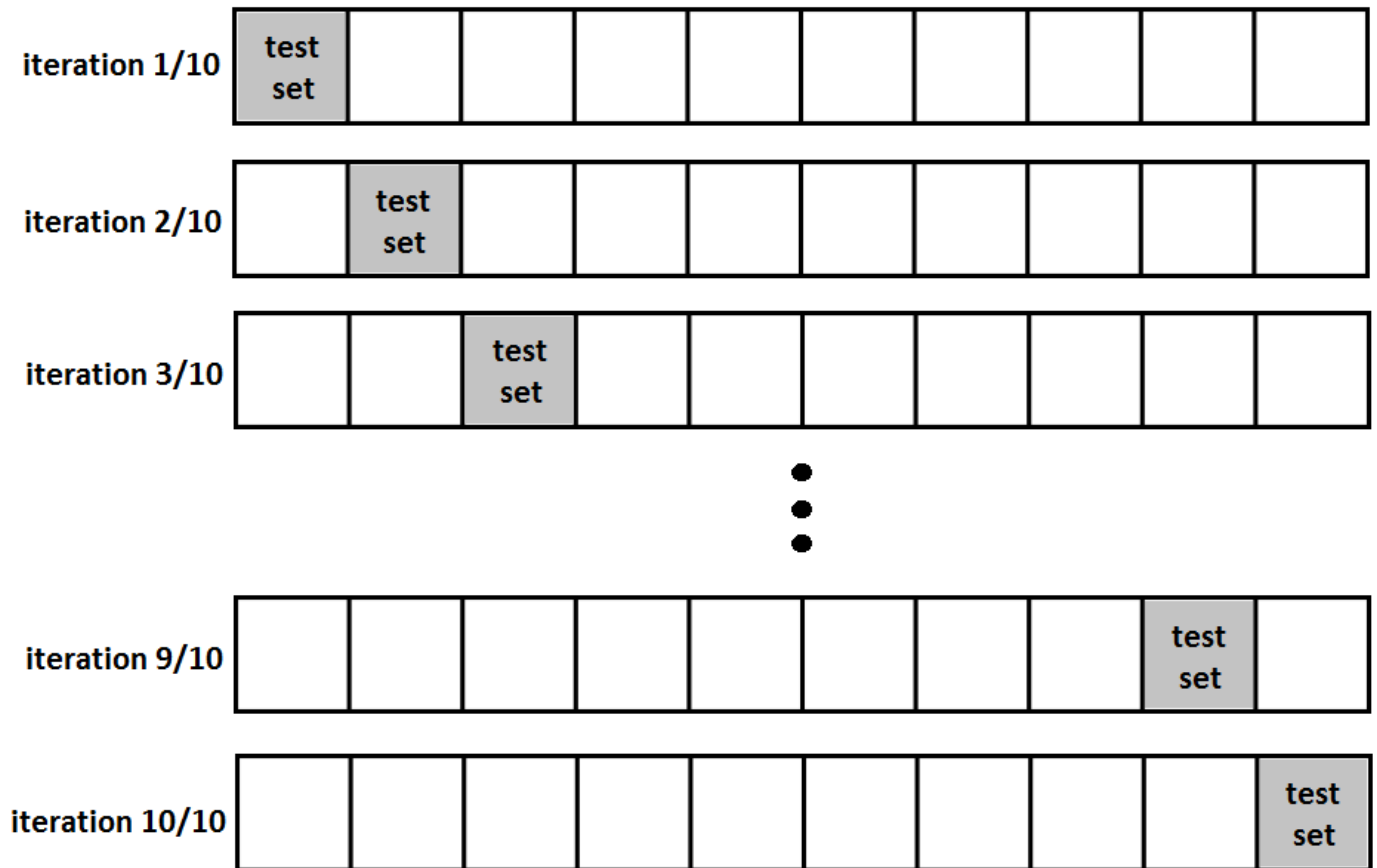 iteration 1/10
test
set
iteration 2/10
test
set
iteration 3/10
test
set
iteration 9/10
test
set
iteration 10/10
test
set